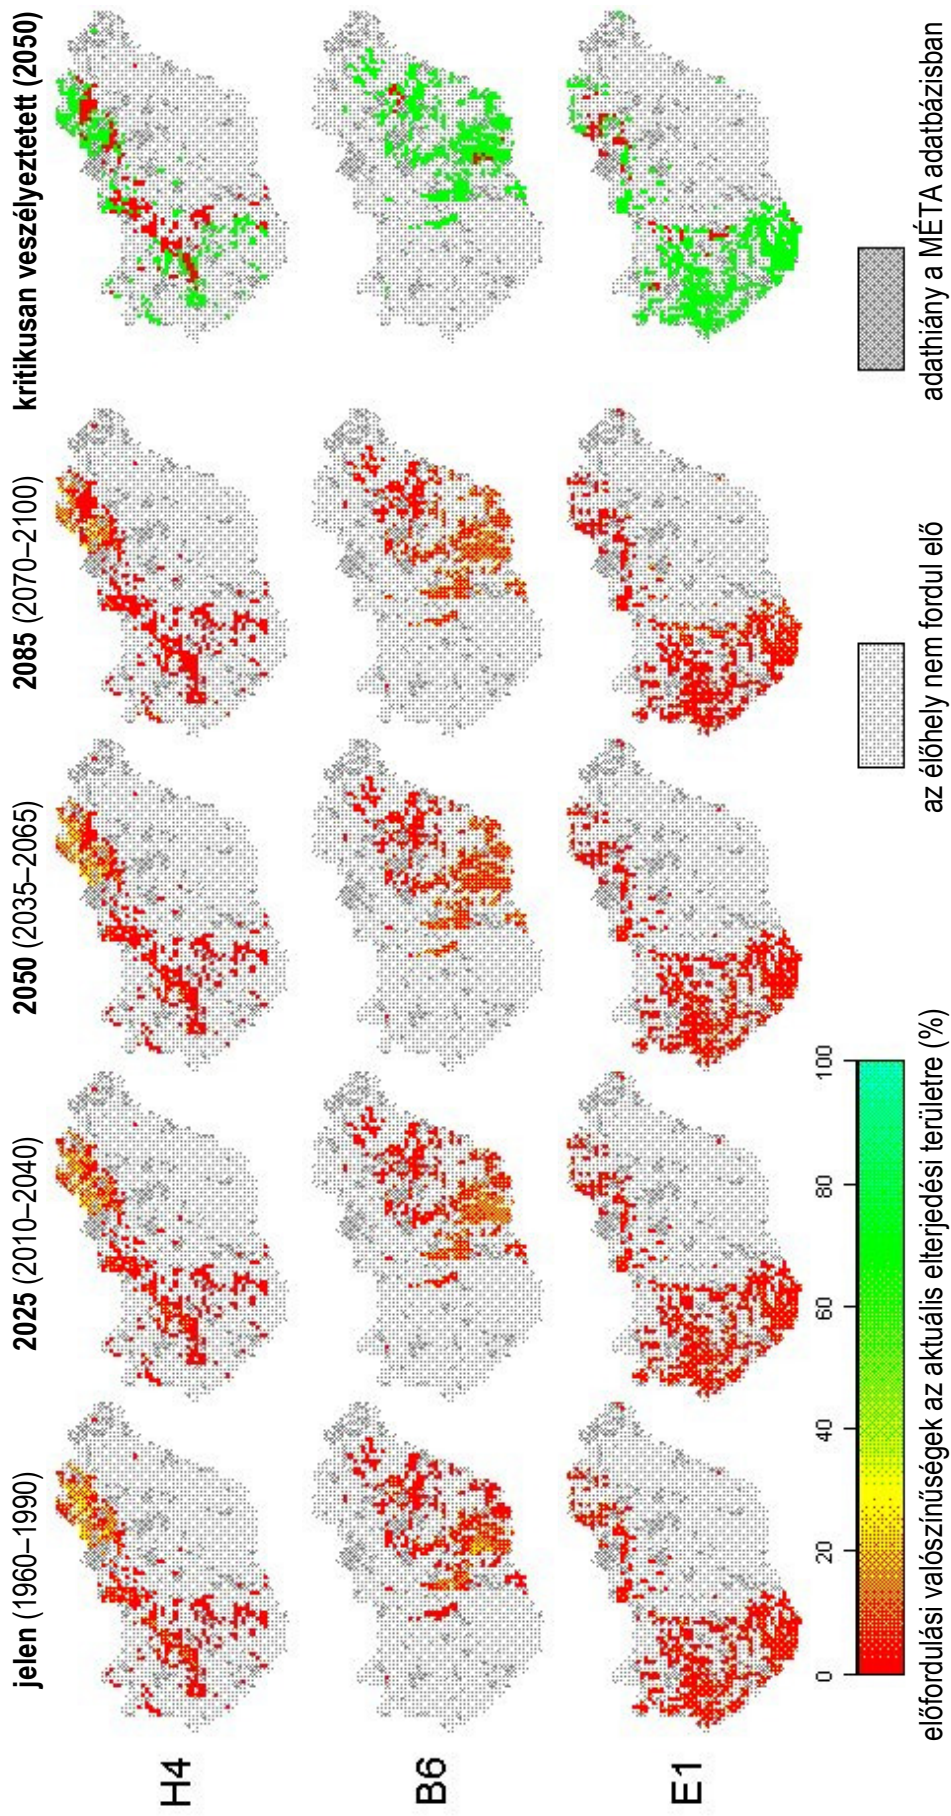 jelen (1960–1990)
2025 (2010–2040)
2050 (2035–2065)
2085 (2070–2100)
kritikusan veszélyeztetett (2050)
H4
B6
E1
0
20
40
60
80
100
előfordulási valószínűségek az aktuális elterjedési területre (%)
az élőhely nem fordul elő
adathiány a MÉTA adatbázisban